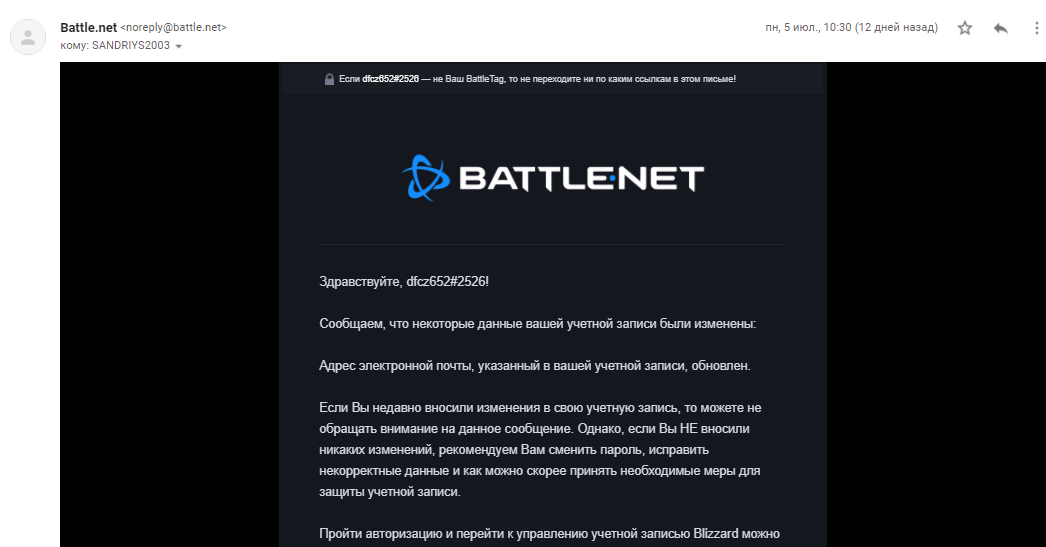 Battle.net <noreply@battle.net>
пн, 5 июл., 10:30 (12 дней назад)
кому: SANDRIYS2003
Если dfcz652#2526 — не Ваш BattleTag, то не переходите ни по каким ссылкам в этом письме!
BATTLE.NET
Здравствуйте, dfcz652#2526!
Сообщаем, что некоторые данные вашей учетной записи были изменены:
Адрес электронной почты, указанный в вашей учетной записи, обновлен.
Если Вы недавно вносили изменения в свою учетную запись, то можете не
обращать внимание на данное сообщение. Однако, если Вы НЕ вносили
никаких изменений, рекомендуем Вам сменить пароль, исправить
некорректные данные и как можно скорее принять необходимые меры для
защиты учетной записи.
Пройти авторизацию и перейти к управлению учетной записью Blizzard можно